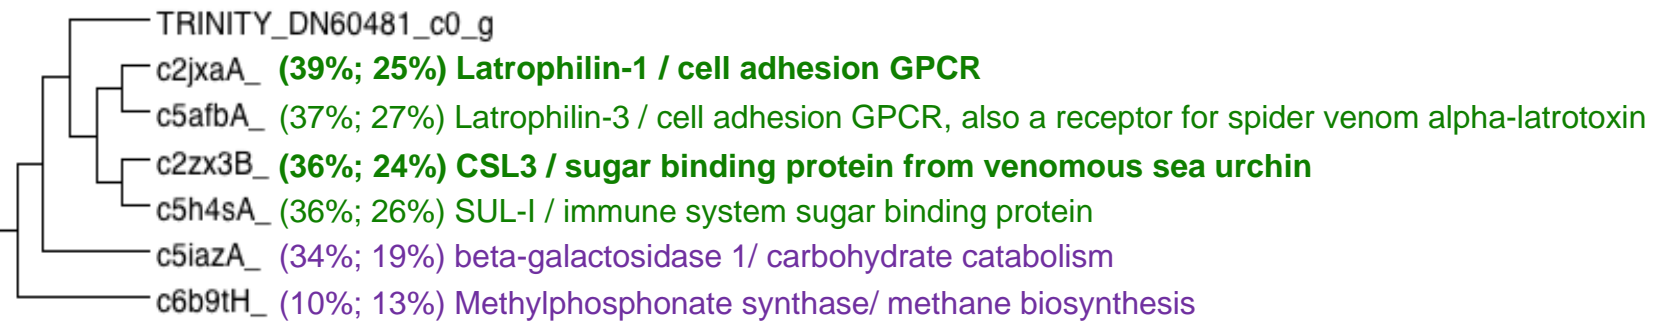 TRINITY_DN60481_c0_g
c2jxaA_ (39%; 25%) Latrophilin-1 / cell adhesion GPCR
c5afbA_ (37%; 27%) Latrophilin-3 / cell adhesion GPCR, also a receptor for spider venom alpha-latrotoxin
c2zx3B_ (36%; 24%) CSL3 / sugar binding protein from venomous sea urchin
c5h4sA_ (36%; 26%) SUL-I / immune system sugar binding protein
c5iazA_ (34%; 19%) beta-galactosidase 1/ carbohydrate catabolism
c6b9tH_ (10%; 13%) Methylphosphonate synthase/ methane biosynthesis